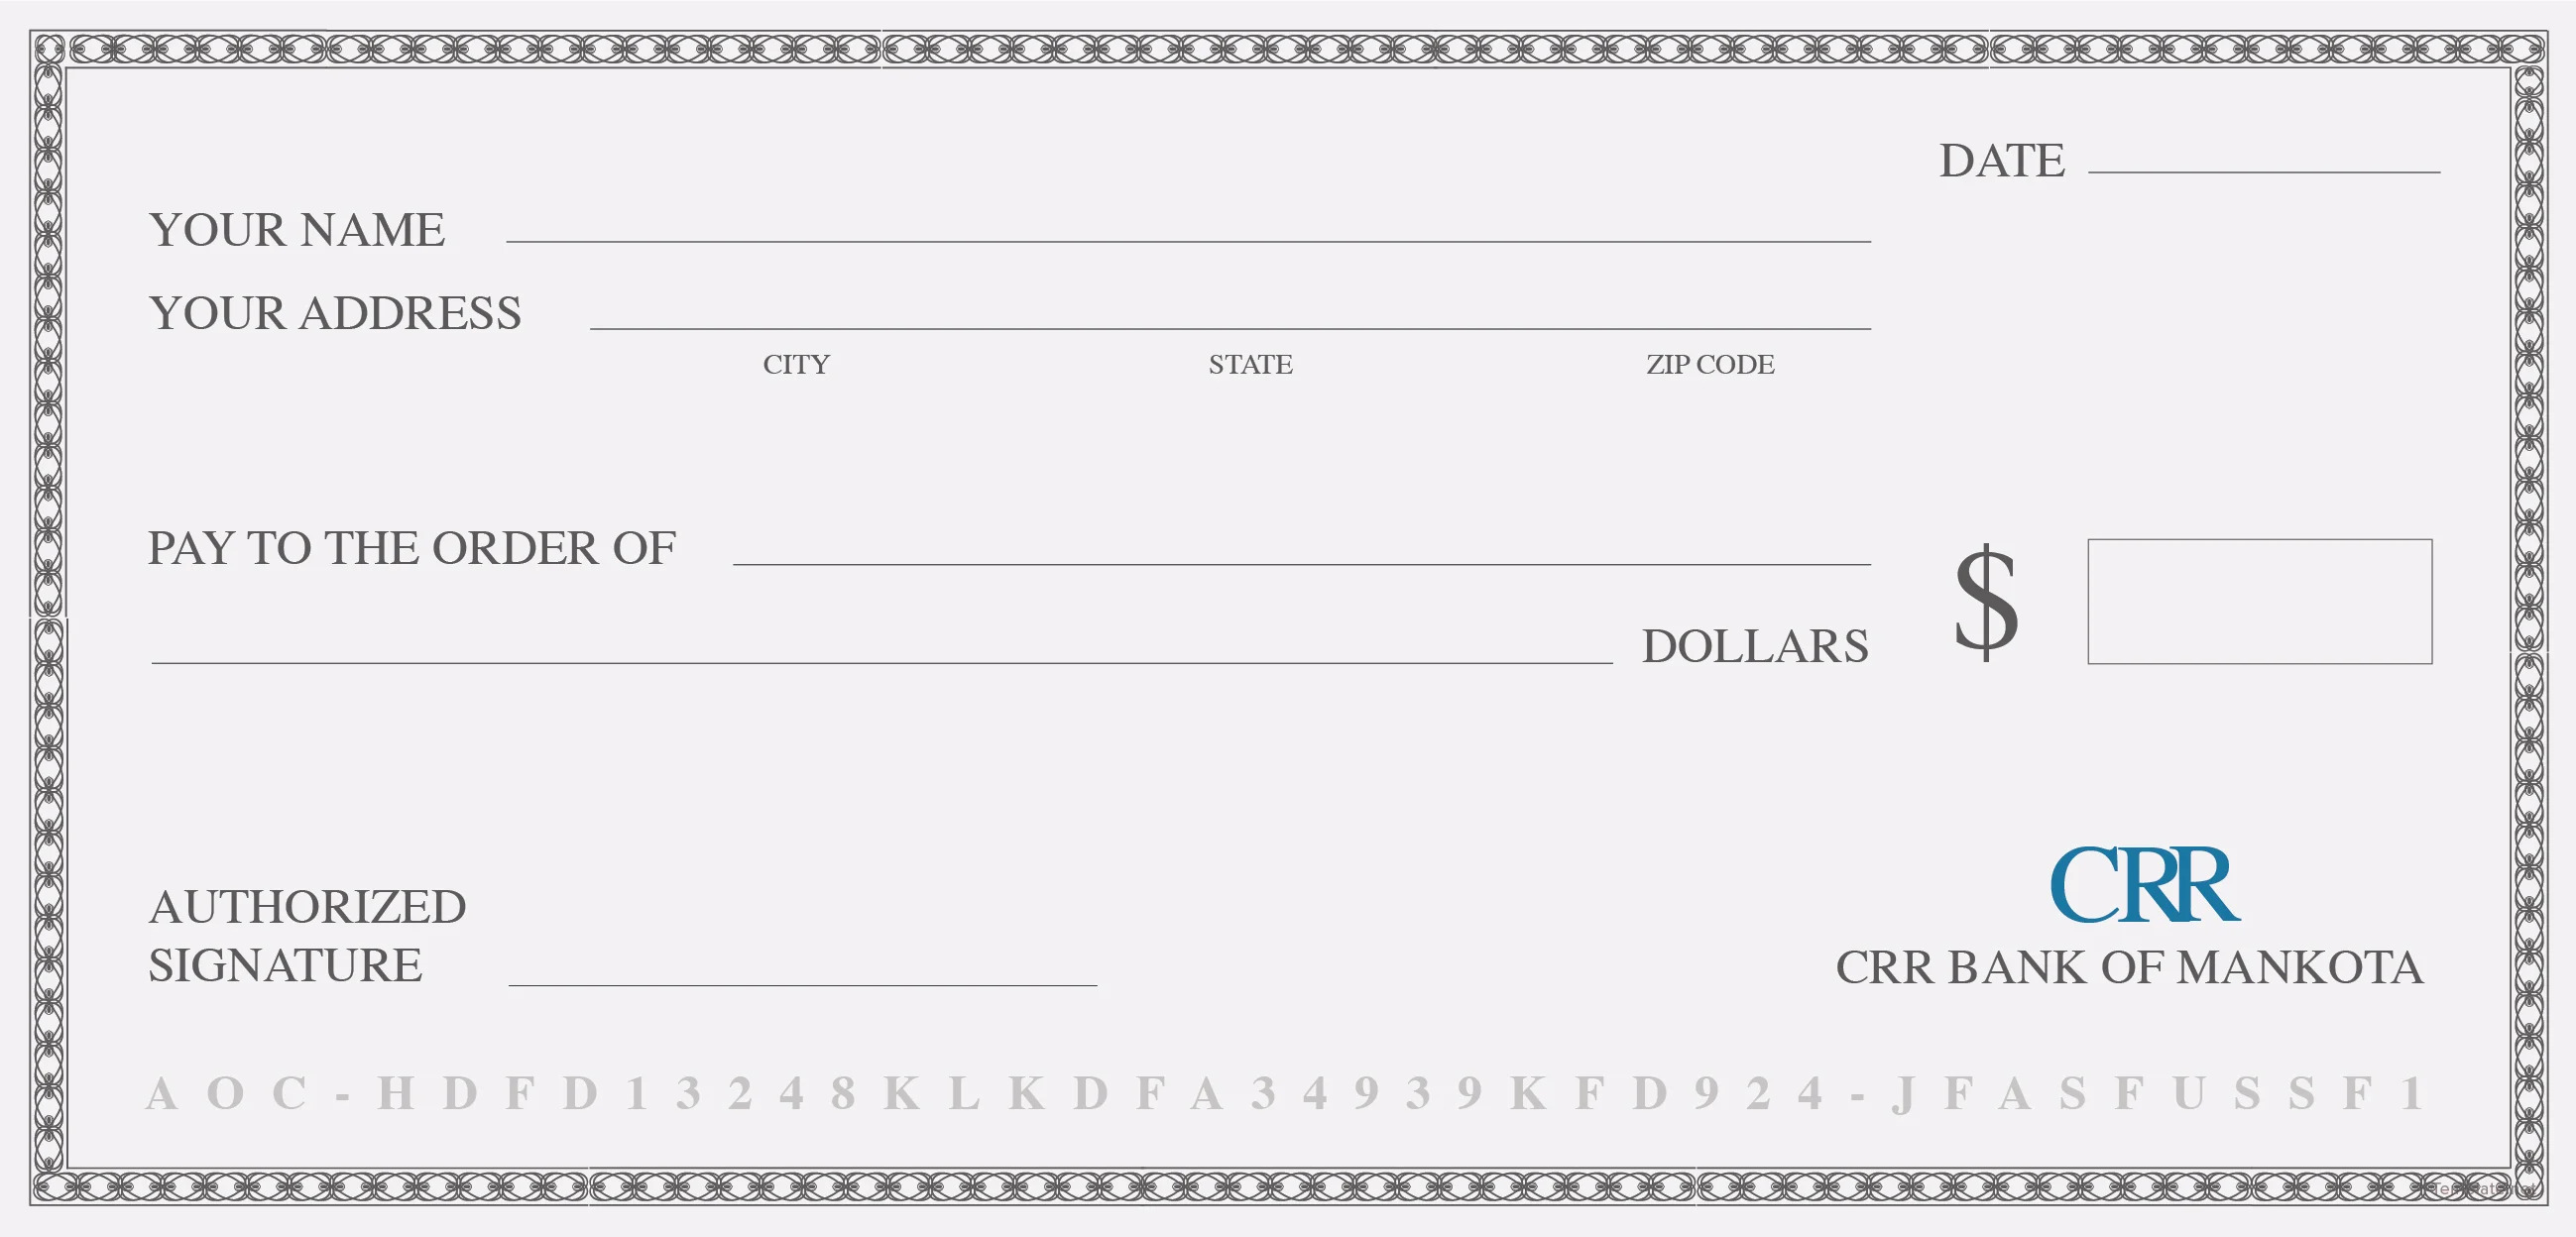 DATE
YOUR NAME
YOUR ADDRESS
CITY STATE ZIP CODE
PAY TO THE ORDER OF
$
DOLLARS
CRR
AUTHORIZED
SIGNATURE
CRR BANK OF MANKOTA
A O C - H D F D 1 3 2 4 8 K L K D F A 3 4 9 3 9 K F D 9 2 4 - J F A S F U S S F 1